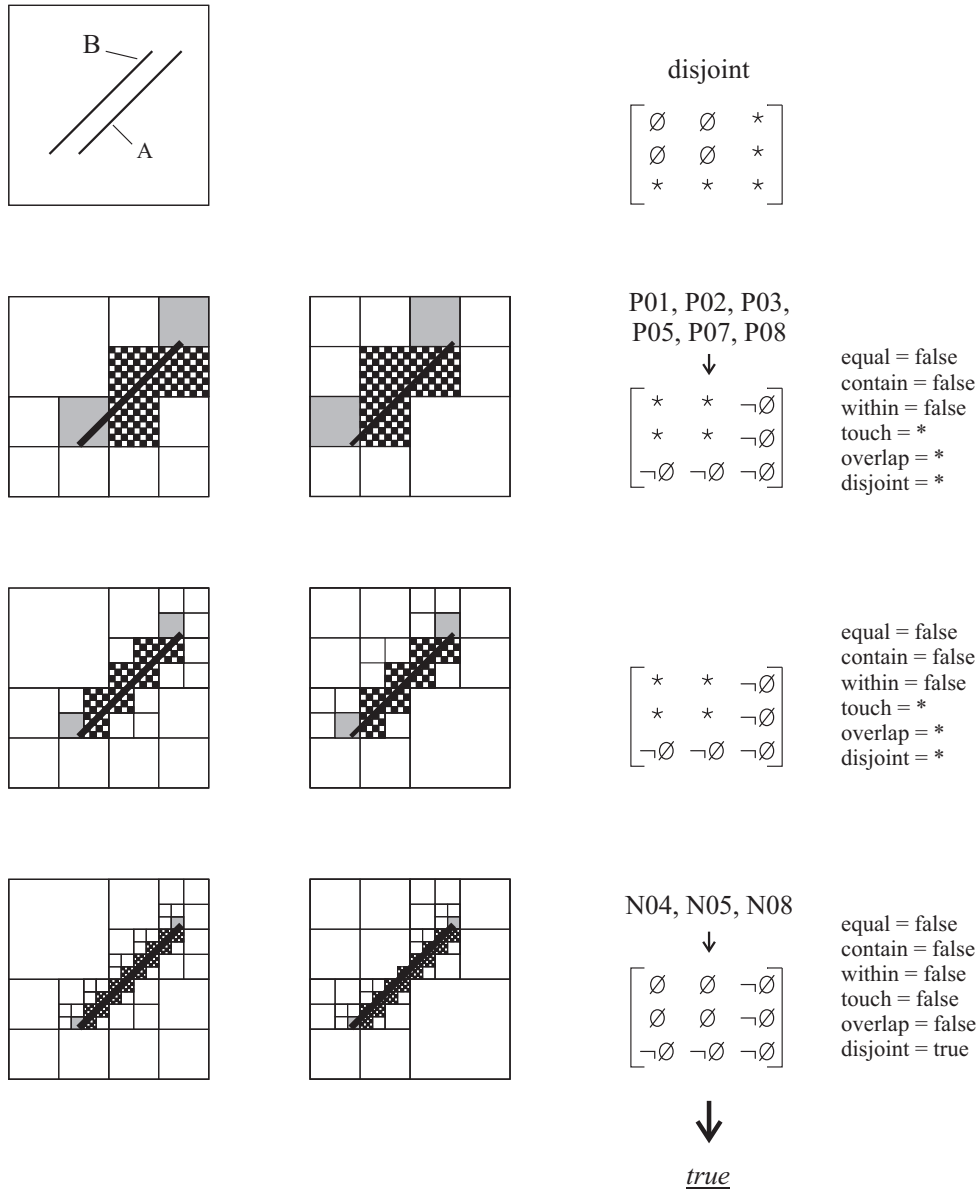 B
A
disjoint
∅ ∅ *
∅ ∅ *
* * *
P01, P02, P03,
P05, P07, P08
* * ¬∅
* * ¬∅
¬∅ ¬∅ ¬∅
equal = false
contain = false
within = false
touch = *
overlap = *
disjoint = *
* * ¬∅
* * ¬∅
¬∅ ¬∅ ¬∅
equal = false
contain = false
within = false
touch = *
overlap = *
disjoint = *
N04, N05, N08
∅ ∅ ¬∅
∅ ∅ ¬∅
¬∅ ¬∅ ¬∅
equal = false
contain = false
within = false
touch = false
overlap = false
disjoint = true
true